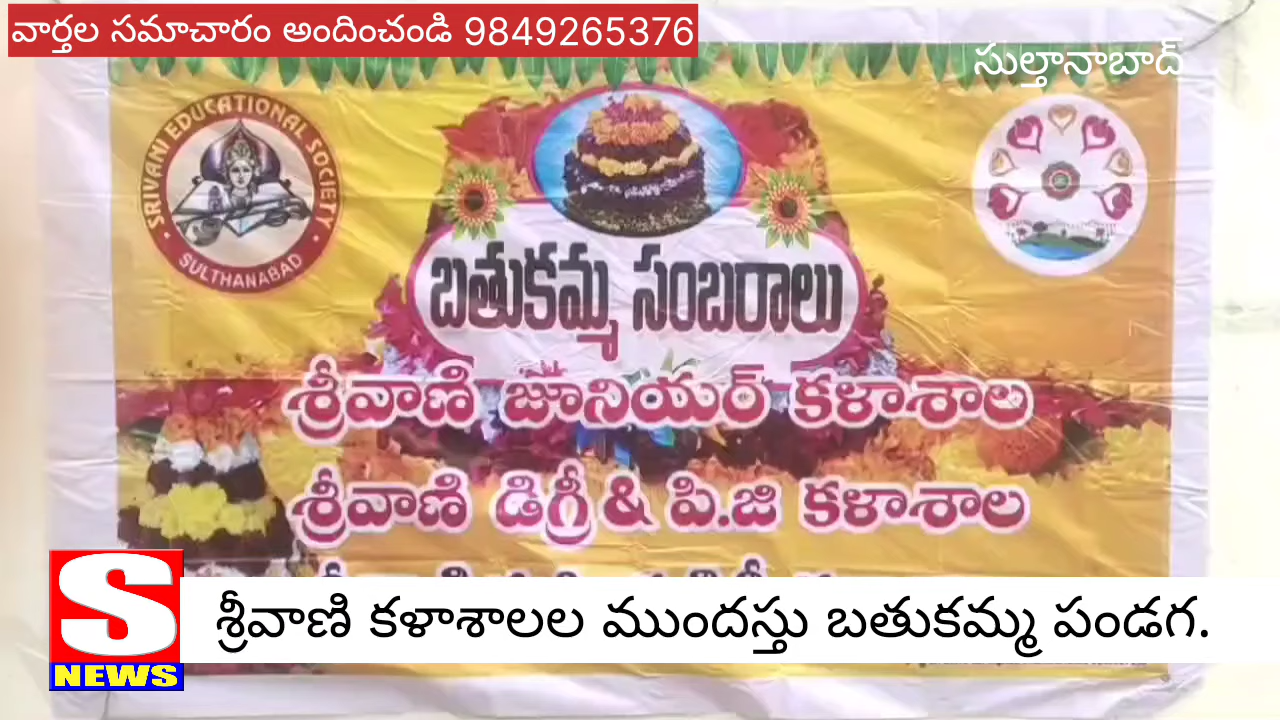 వార్తల సమాచారం అందించండి 9849265376
సుల్తానాబాద్
SRIVANI EDUCATIONAL SOCIETY
SULTHANABAD
బతుకమ్మ సంబరాలు
శ్రీవాణి జూనియర్ కళాశాల
శ్రీవాణి డిగ్రీ & పి.జి కళాశాల
S
NEWS
శ్రీవాణి కళాశాలల ముందస్తు బతుకమ్మ పండగ.